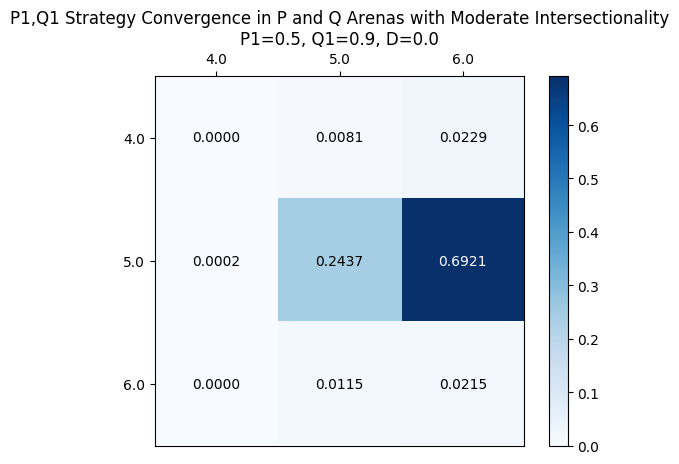 P1,Q1 Strategy Convergence in P and Q Arenas with Moderate Intersectionality
P1=0.5, Q1=0.9, D=0.0
4.0 5.0 6.0
4.0 0.0000 0.0081 0.0229
5.0 0.0002 0.2437 0.6921
6.0 0.0000 0.0115 0.0215
0.6
0.5
0.4
0.3
0.2
0.1
0.0